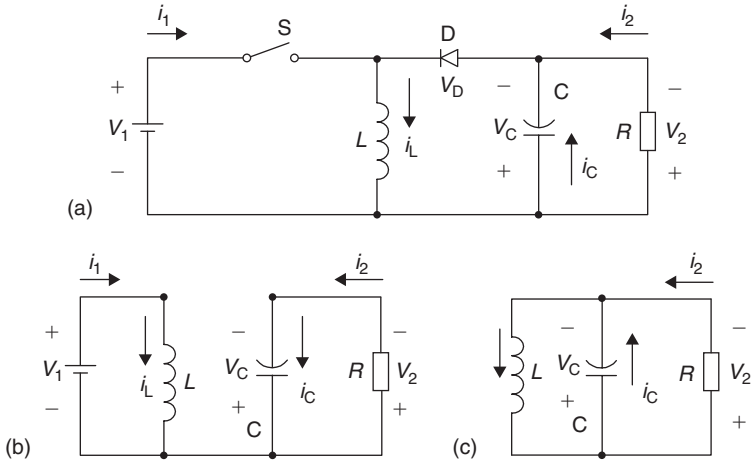 i1 S D i2
+ − C −
V1 L iL VD VC iC R V2
− + +
(a)
i1 i2 i2
+ − − − −
V1 iL L VC iC R V2 L VC iC R V2
− + C + + C +
(b) (c)